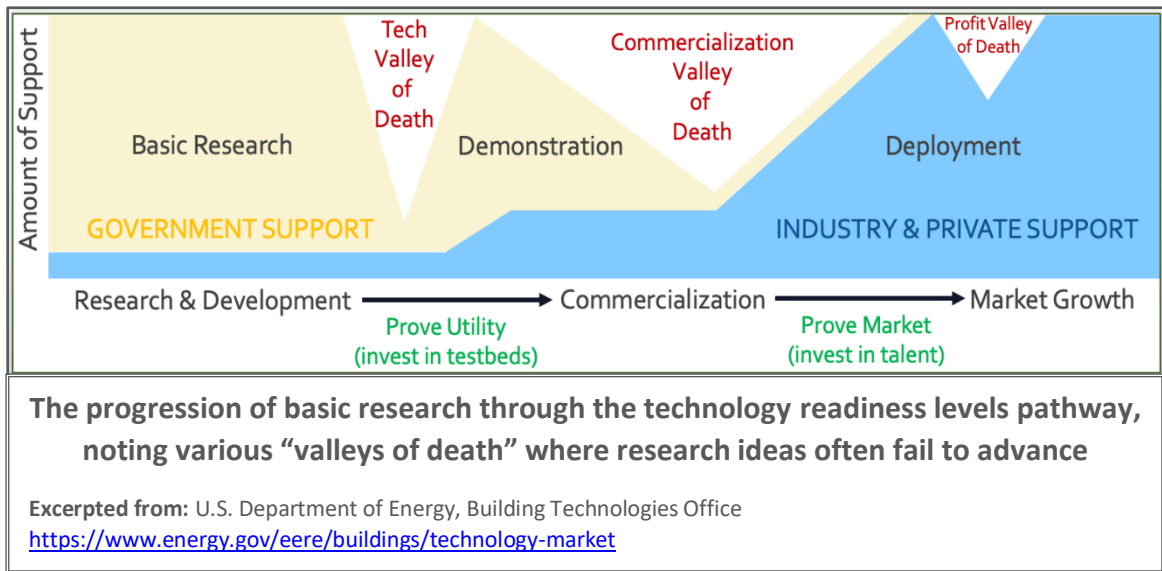 Amount of Support
Tech
Valley
of
Death
Commercialization
Valley
of
Death
Profit Valley
of Death
Basic Research
Demonstration
Deployment
GOVERNMENT SUPPORT
INDUSTRY & PRIVATE SUPPORT
Research & Development
Commercialization
Market Growth
Prove Utility
(invest in testbeds)
Prove Market
(invest in talent)
The progression of basic research through the technology readiness levels pathway,
noting various “valleys of death” where research ideas often fail to advance
Excerpted from: U.S. Department of Energy, Building Technologies Office
https://www.energy.gov/eere/buildings/technology-market